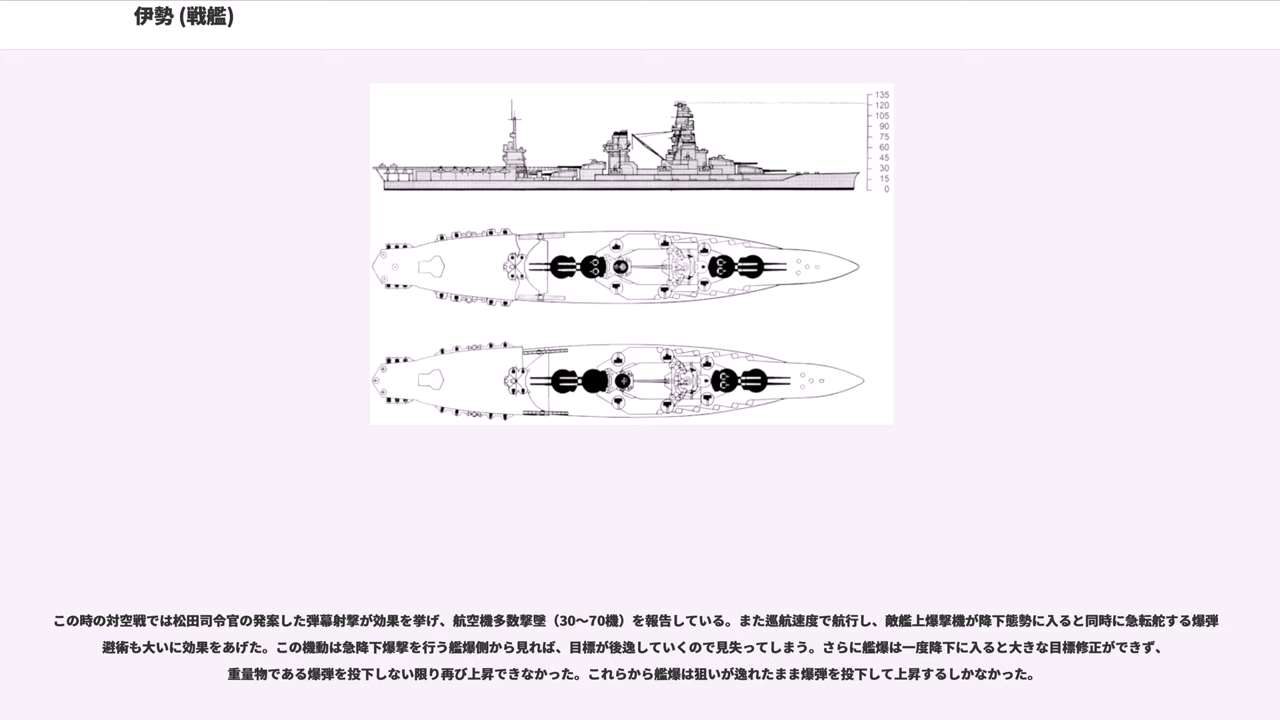 伊勢 (戦艦)
135
120
105
90
75
60
45
30
15
0
この時の対空戦では松田司令官の発案した弾幕射撃が効果を挙げ、航空機多数撃墜（30〜70機）を報告している。また巡航速度で航行し、敵艦上爆撃機が降下態勢に入ると同時に急転舵する爆弾
避術も大いに効果をあげた。この機動は急降下爆撃を行う艦爆側から見れば、目標が後逸していくので見失ってしまう。さらに艦爆は一度降下に入ると大きな目標修正ができず、
重量物である爆弾を投下しない限り再び上昇できなかった。これらから艦爆は狙いが逸れたまま爆弾を投下して上昇するしかなかった。